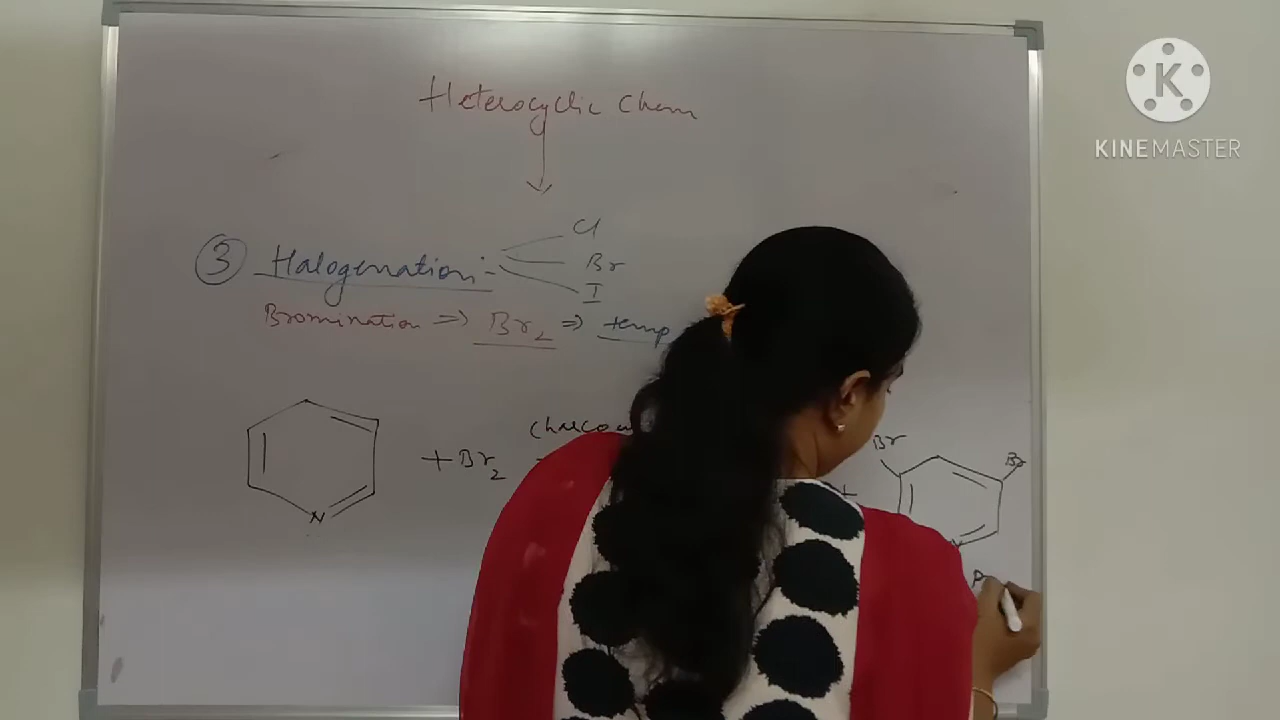 Heterocyclic Chem
K
KINEMASTER
Cl
③ Halogenation:-
Br
I
Bromination => Br2 => temp
N
+ Br2
+
Br
Br